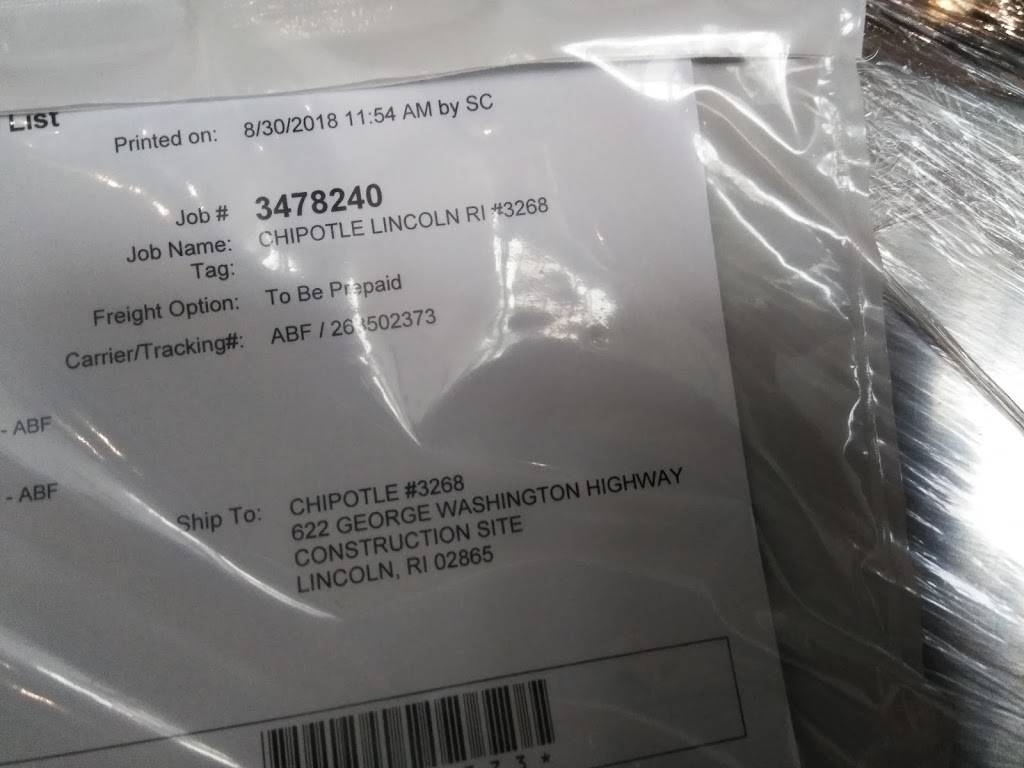 List
Printed on: 8/30/2018 11:54 AM by SC
Job # 3478240
Job Name: CHIPOTLE LINCOLN RI #3268
Tag:
Freight Option: To Be Prepaid
Carrier/Tracking#: ABF /
- ABF
- ABF
Ship To: CHIPOTLE #3268
622 GEORGE WASHINGTON HIGHWAY
CONSTRUCTION SITE
LINCOLN, RI 02865